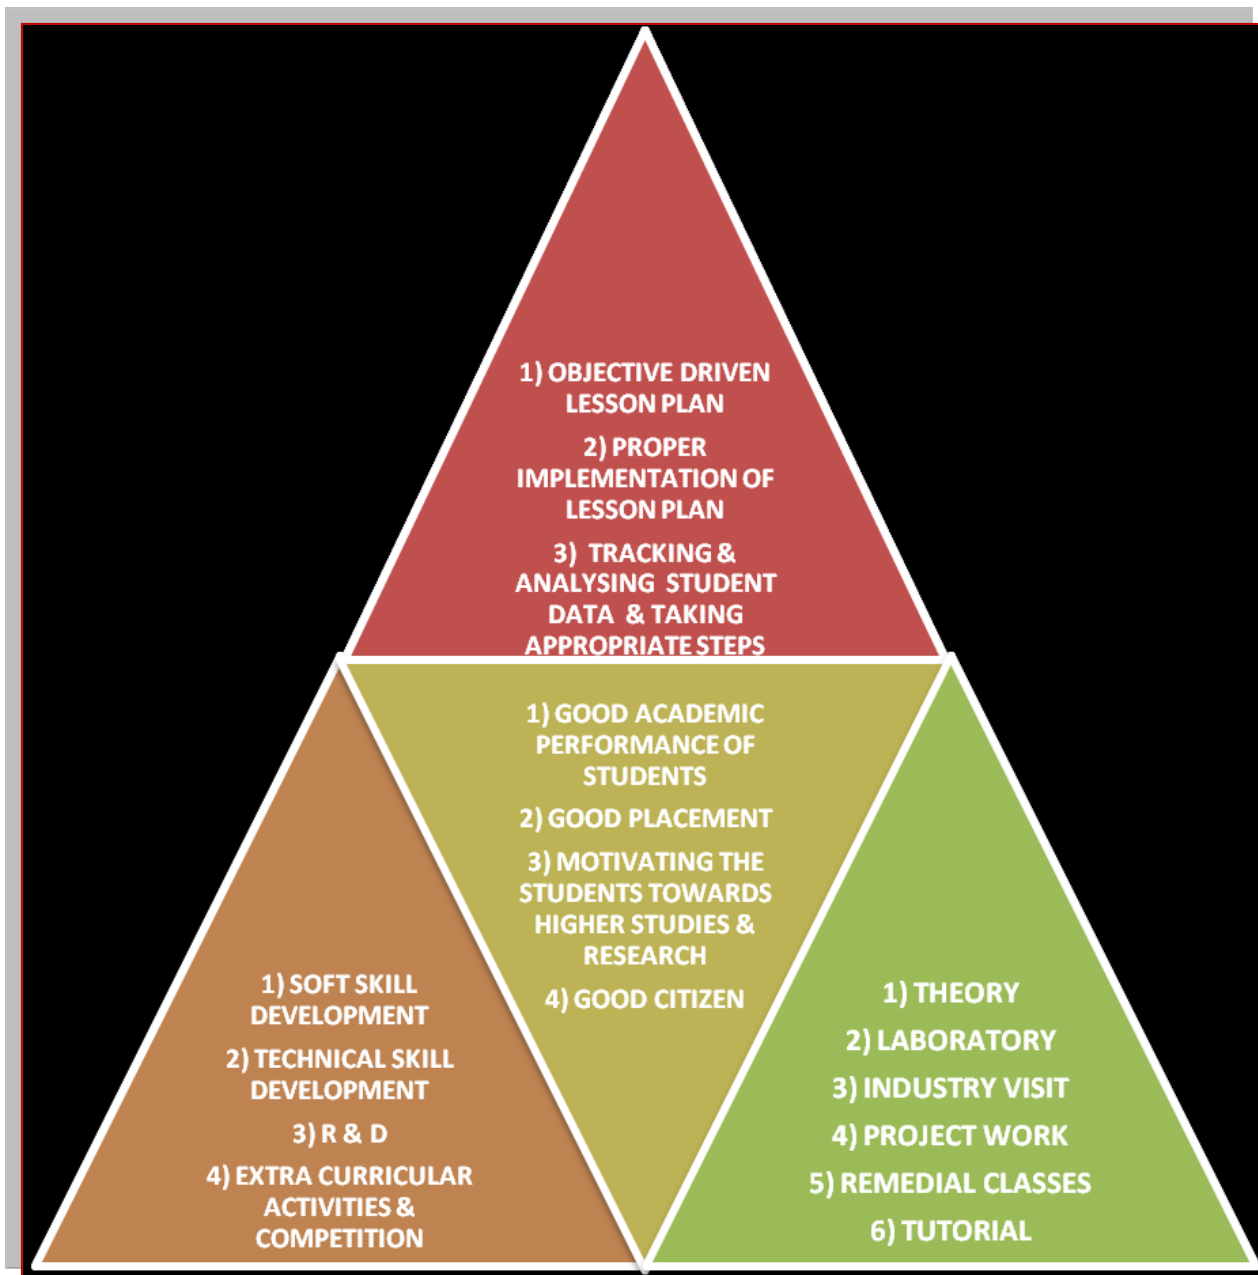 1) OBJECTIVE DRIVEN
LESSON PLAN
2) PROPER
IMPLEMENTATION OF
LESSON PLAN
3) TRACKING &
ANALYSING STUDENT
DATA & TAKING
APPROPRIATE STEPS
1) GOOD ACADEMIC
PERFORMANCE OF
STUDENTS
2) GOOD PLACEMENT
3) MOTIVATING THE
STUDENTS TOWARDS
HIGHER STUDIES &
RESEARCH
4) GOOD CITIZEN
1) SOFT SKILL
DEVELOPMENT
2) TECHNICAL SKILL
DEVELOPMENT
3) R & D
4) EXTRA CURRICULAR
ACTIVITIES &
COMPETITION
1) THEORY
2) LABORATORY
3) INDUSTRY VISIT
4) PROJECT WORK
5) REMEDIAL CLASSES
6) TUTORIAL